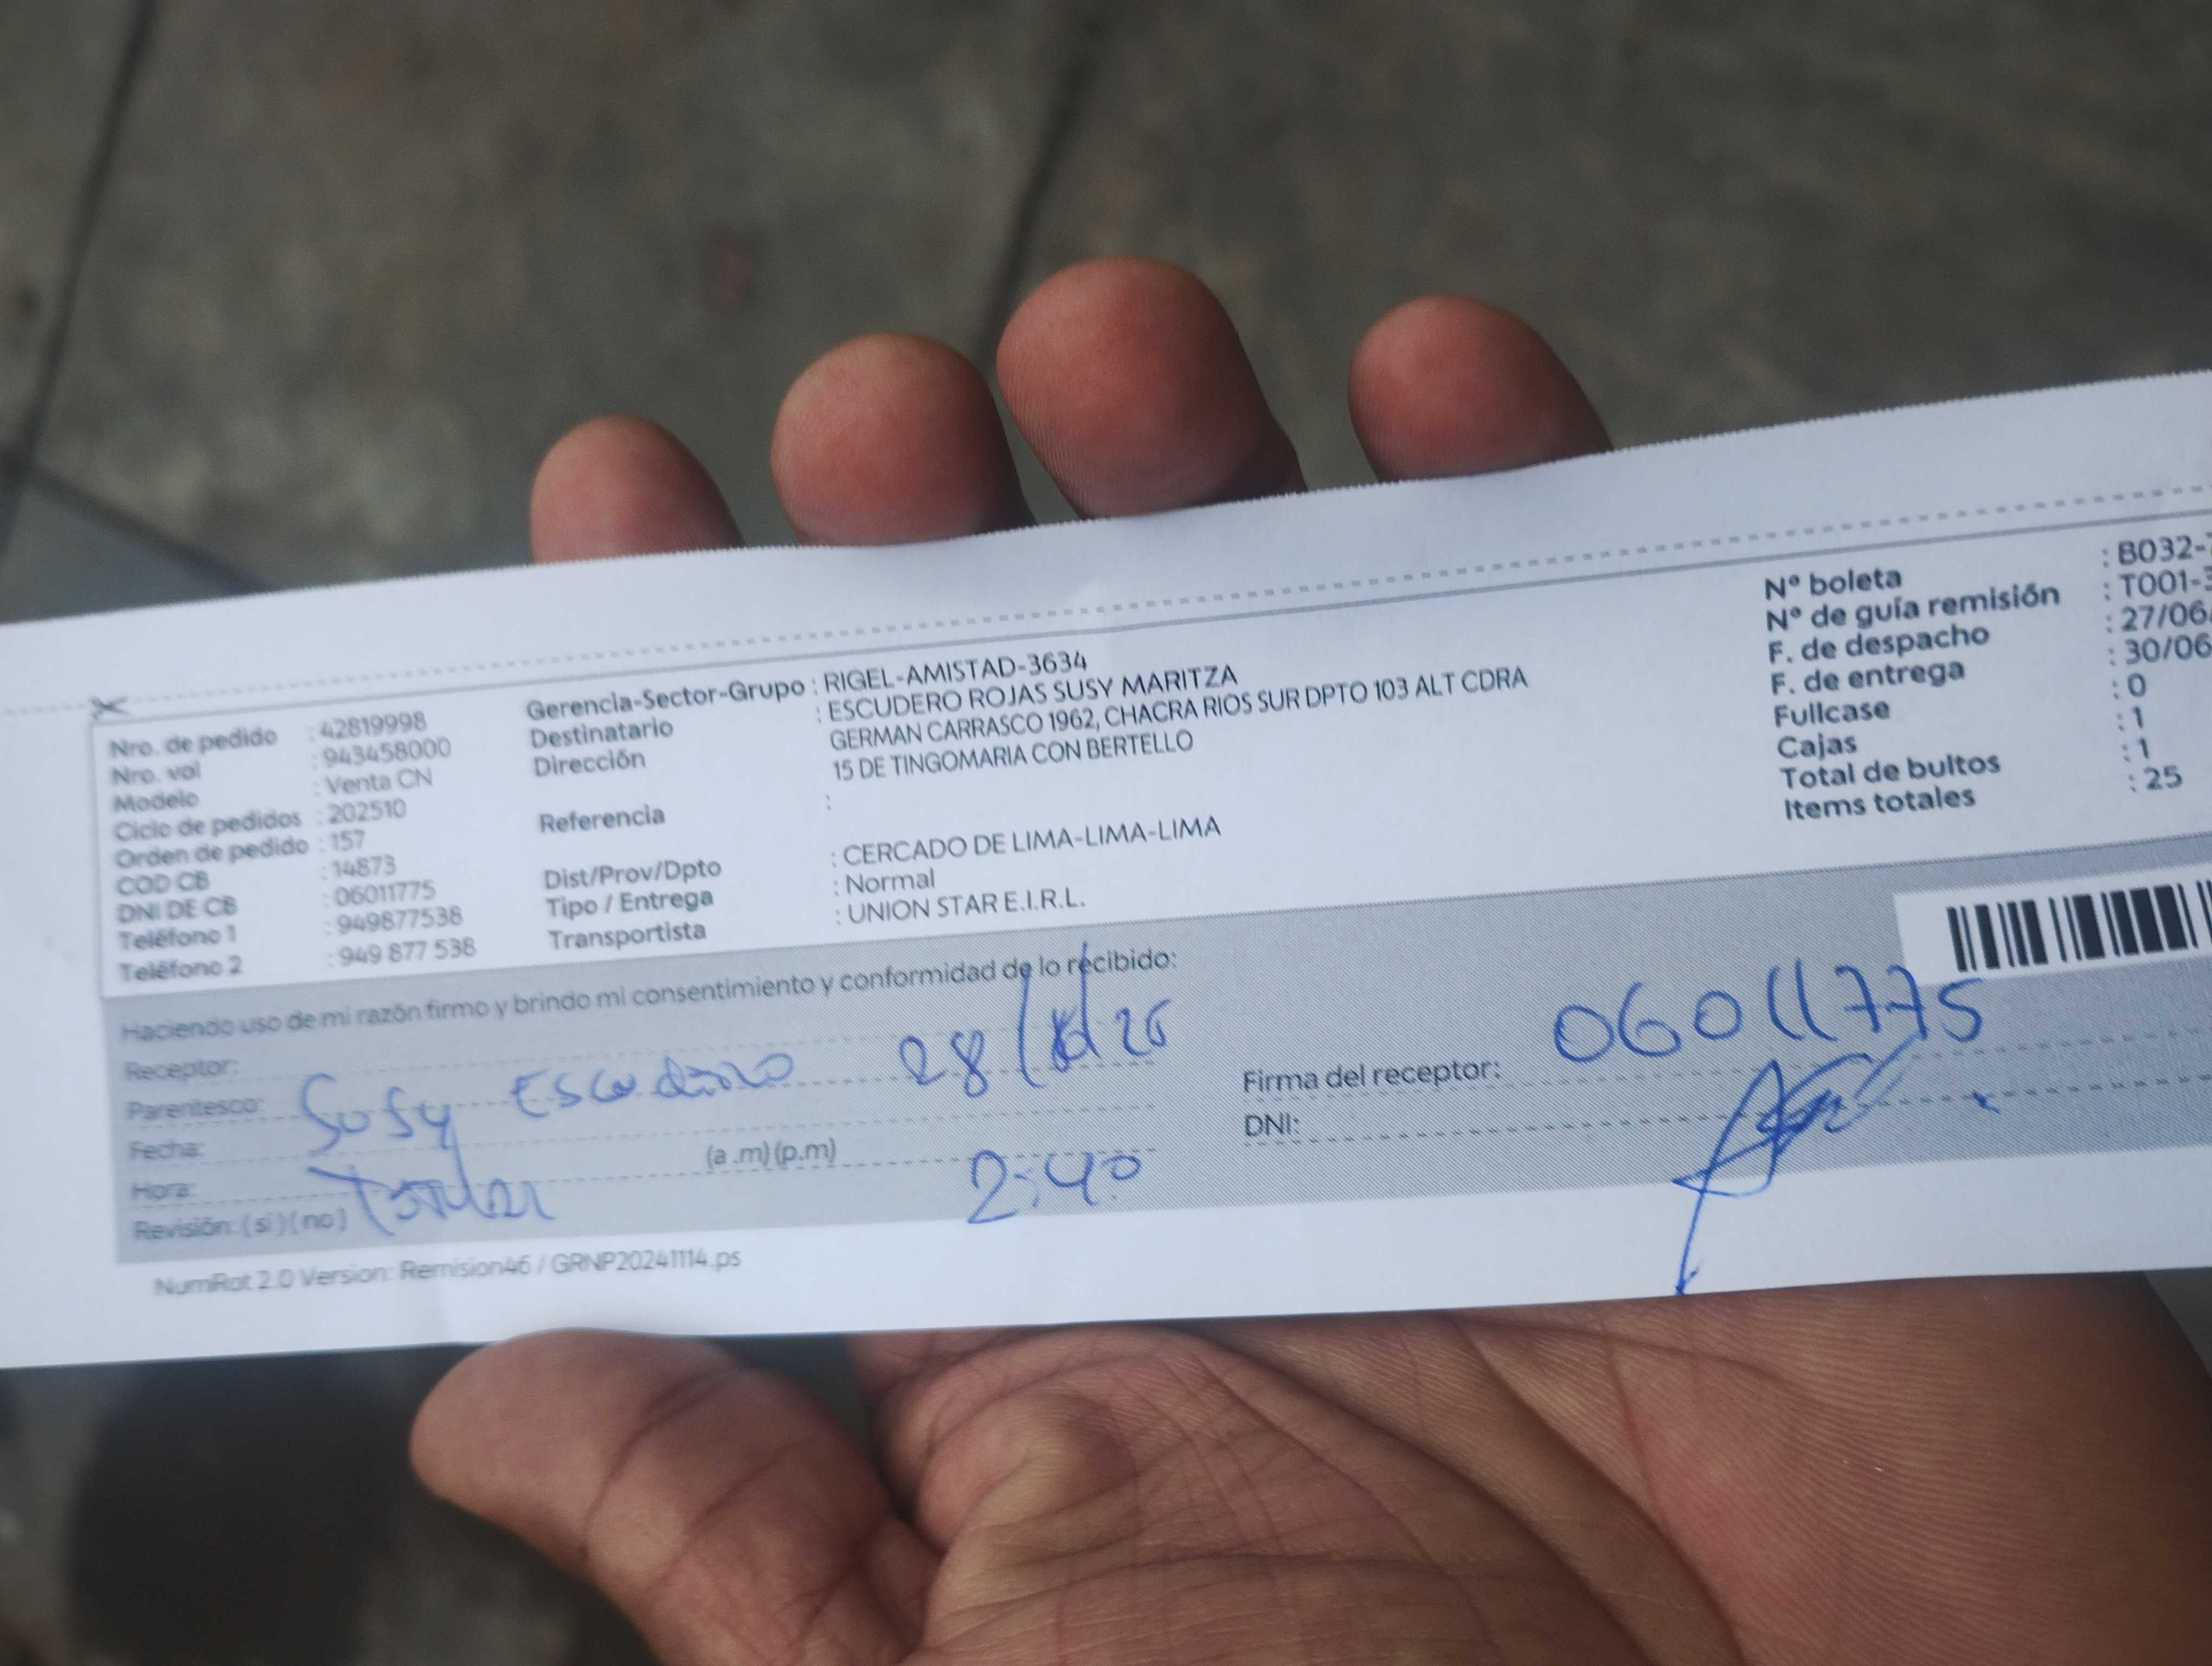 Nro. de pedido : 42819998
Nro. vol : 943458000
Modelo : Venta CN
Ciclo de pedidos : 202510
Orden de pedido : 157
COD CB : 14873
DNI DE CB : 06011775
Teléfono 1 : 949877538
Teléfono 2 : 949 877 538
Gerencia-Sector-Grupo : RIGEL-AMISTAD-3634
Destinatario : ESCUDERO ROJAS SUSY MARITZA
Dirección GERMAN CARRASCO 1962, CHACRA RIOS SUR DPTO 103 ALT CDRA
15 DE TINGOMARIA CON BERTELLO
Referencia :
Dist/Prov/Dpto : CERCADO DE LIMA-LIMA-LIMA
Tipo / Entrega : Normal
Transportista : UNION STAR E.I.R.L.
Nº boleta : B032-
Nº de guía remisión : T001-3
F. de despacho : 27/06
F. de entrega : 30/06
Fullcase : 0
Cajas : 1
Total de bultos : 1
Items totales : 25
Haciendo uso de mi razón firmo y brindo mi consentimiento y conformidad de lo recibido:
Receptor:
Parentesco: Susy Escudero 28/
Fecha:
Hora: (a .m) (p.m) 2:40
Revisión: ( si ) ( no )
Firma del receptor: 06011775
DNI:
NumRot 2.0 Version: Remision46 / GRNP20241114.ps